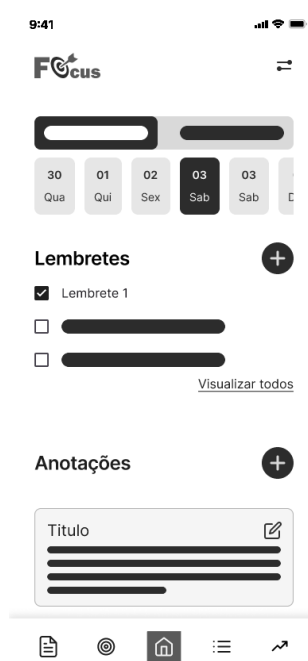 9:41
FOcus
30 01 02 03 03
Qua Qui Sex Sab Sab D
Lembretes
Lembrete 1
Visualizar todos
Anotações
Titulo